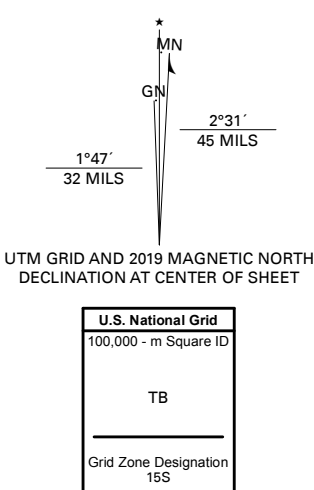 ★
MN
GN
2°31´
45 MILS
1°47´
32 MILS
UTM GRID AND 2019 MAGNETIC NORTH
DECLINATION AT CENTER OF SHEET
U.S. National Grid
100,000 - m Square ID
TB
Grid Zone Designation
15S